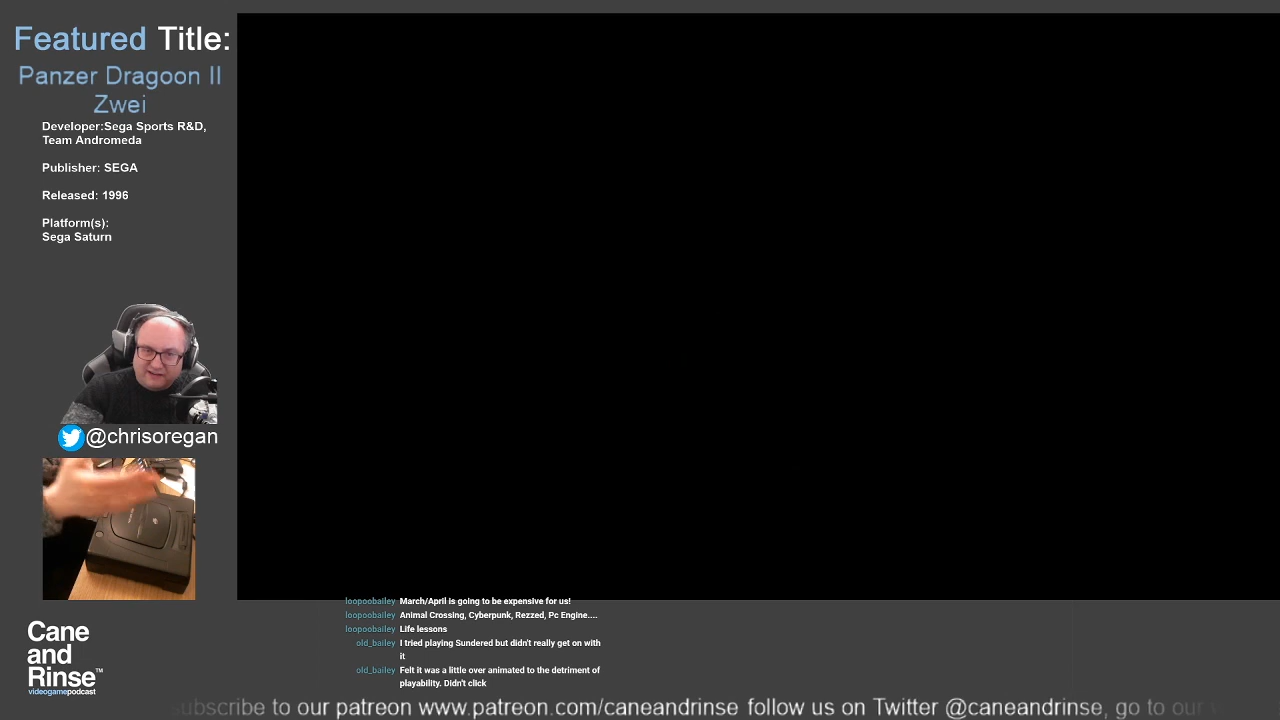 Featured Title:
Panzer Dragoon II
Zwei
Developer:Sega Sports R&D,
Team Andromeda
Publisher: SEGA
Released: 1996
Platform(s):
Sega Saturn
@chrisoregan
Cane
and
Rinse™
videogamepodcast
loopoobailey March/April is going to be expensive for us!
loopoobailey Animal Crossing, Cyberpunk, Rezzed, Pc Engine....
loopoobailey Life lessons
old_bailey I tried playing Sundered but didn't really get on with
it
old_bailey Felt it was a little over animated to the detriment of
playability. Didn't click
subscribe to our patreon www.patreon.com/caneandrinse follow us on Twitter @caneandrinse, go to our